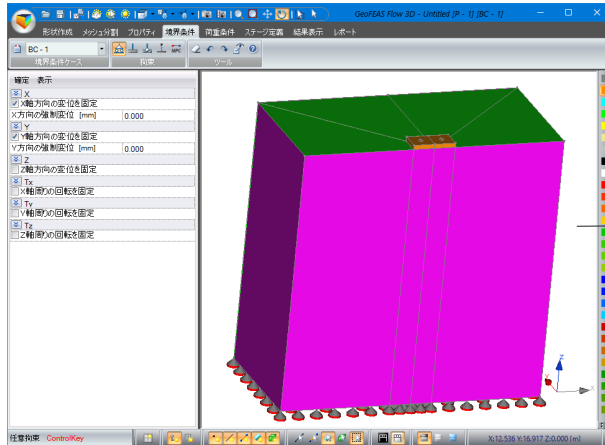 GeoFEAS Flow 3D - Untitled [P - 1] [BC - 1]
形状作成 メッシュ分割 プロパティ 境界条件 荷重条件 ステージ定義 結果表示 レポート
BC - 1
境界条件ケース 拘束 ツール
確定 表示
X
X軸方向の変位を固定
X方向の強制変位 [mm] 0.000
Y
Y軸方向の変位を固定
Y方向の強制変位 [mm] 0.000
Z
Z軸方向の変位を固定
Tx
X軸周りの回転を固定
Ty
Y軸周りの回転を固定
Tz
Z軸周りの回転を固定
Z
Y
X
任意拘束 ControlKey
X:12.536 Y:16.917 Z:0.000 [m]